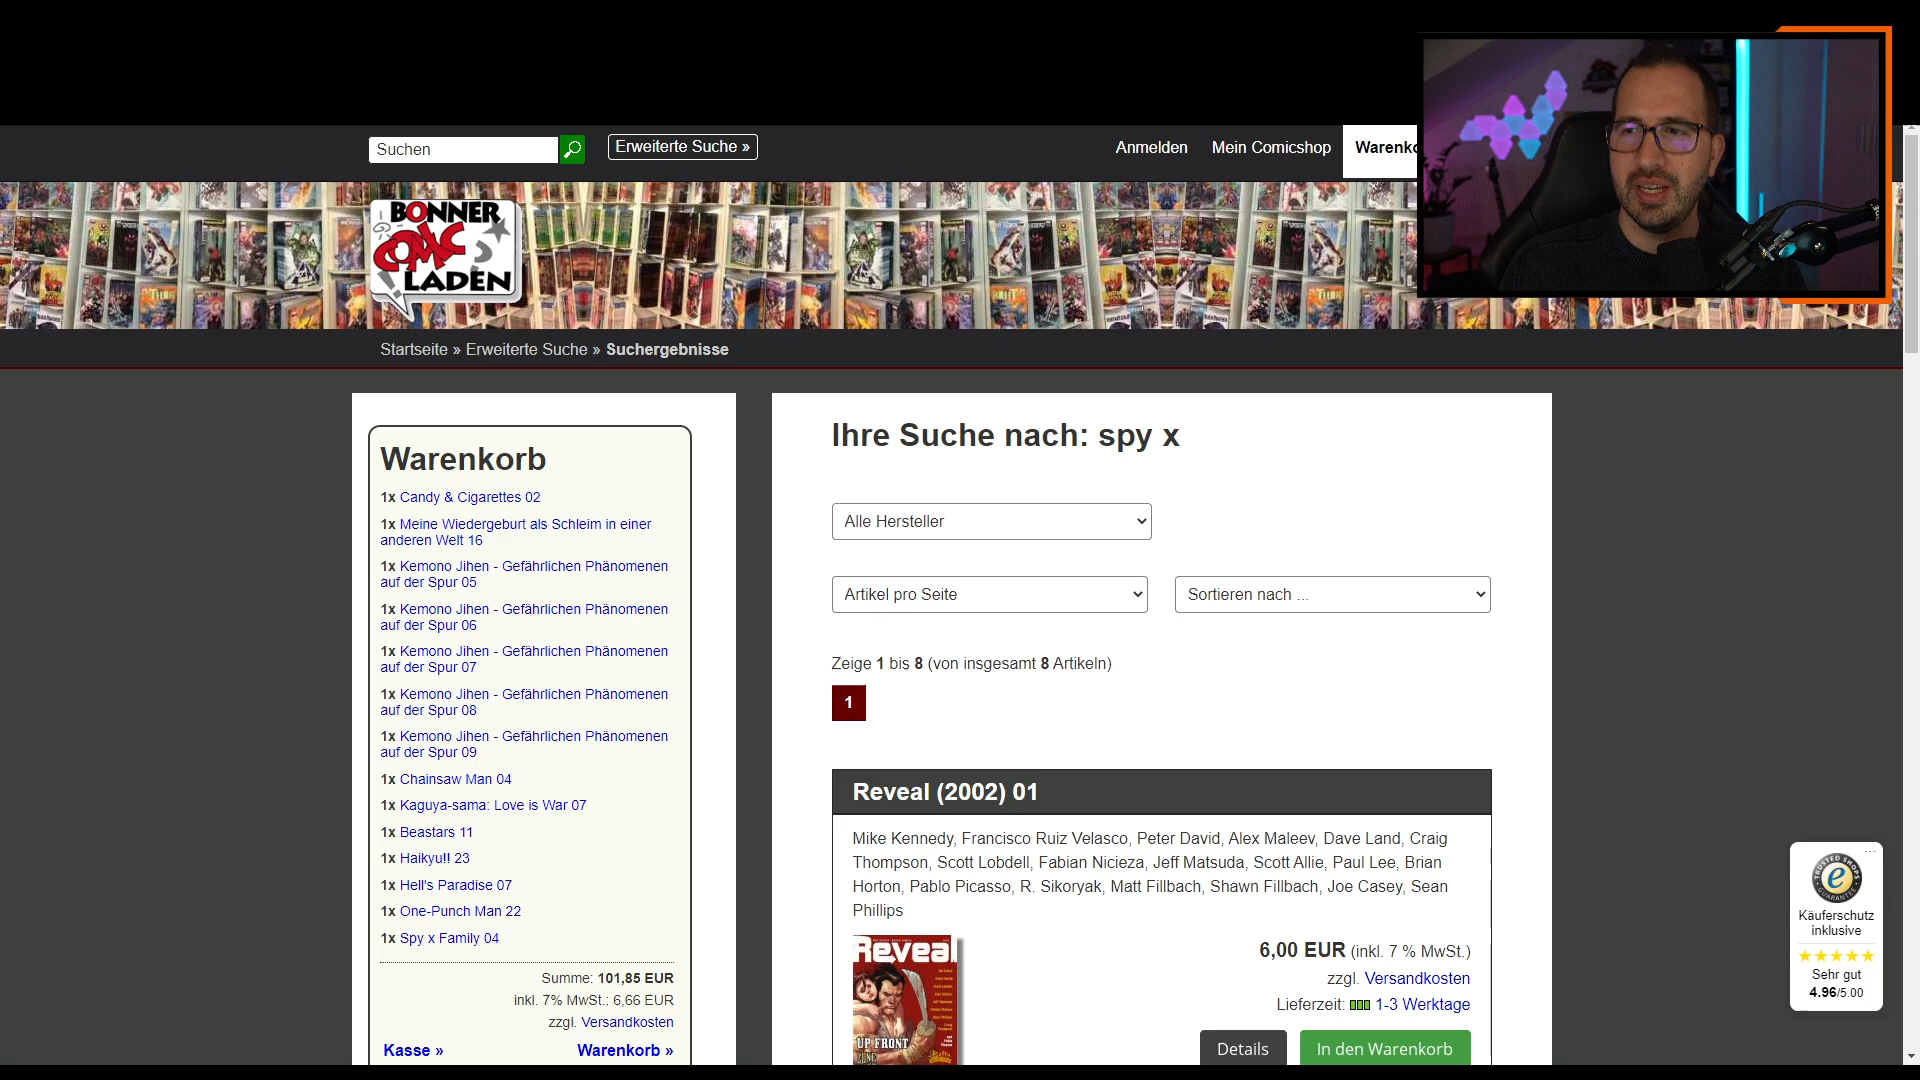 Suchen
Erweiterte Suche »
Anmelden
Mein Comicshop
Warenko
BONNER
COMIC
LADEN
Startseite » Erweiterte Suche » Suchergebnisse
Warenkorb
1x Candy & Cigarettes 02
1x Meine Wiedergeburt als Schleim in einer
anderen Welt 16
1x Kemono Jihen - Gefährlichen Phänomenen
auf der Spur 05
1x Kemono Jihen - Gefährlichen Phänomenen
auf der Spur 06
1x Kemono Jihen - Gefährlichen Phänomenen
auf der Spur 07
1x Kemono Jihen - Gefährlichen Phänomenen
auf der Spur 08
1x Kemono Jihen - Gefährlichen Phänomenen
auf der Spur 09
1x Chainsaw Man 04
1x Kaguya-sama: Love is War 07
1x Beastars 11
1x Haikyu!! 23
1x Hell's Paradise 07
1x One-Punch Man 22
1x Spy x Family 04
Summe: 101,85 EUR
inkl. 7% MwSt.: 6,66 EUR
zzgl. Versandkosten
Kasse »
Warenkorb »
Ihre Suche nach: spy x
Alle Hersteller
Artikel pro Seite
Sortieren nach ...
Zeige 1 bis 8 (von insgesamt 8 Artikeln)
1
Reveal (2002) 01
Mike Kennedy, Francisco Ruiz Velasco, Peter David, Alex Maleev, Dave Land, Craig
Thompson, Scott Lobdell, Fabian Nicieza, Jeff Matsuda, Scott Allie, Paul Lee, Brian
Horton, Pablo Picasso, R. Sikoryak, Matt Fillbach, Shawn Fillbach, Joe Casey, Sean
Phillips
Reveal
UP FRONT
6,00 EUR (inkl. 7 % MwSt.)
zzgl. Versandkosten
Lieferzeit: 1-3 Werktage
Details
In den Warenkorb
TRUSTED SHOPS
GUARANTEE
Käuferschutz
inklusive
Sehr gut
4.96/5.00